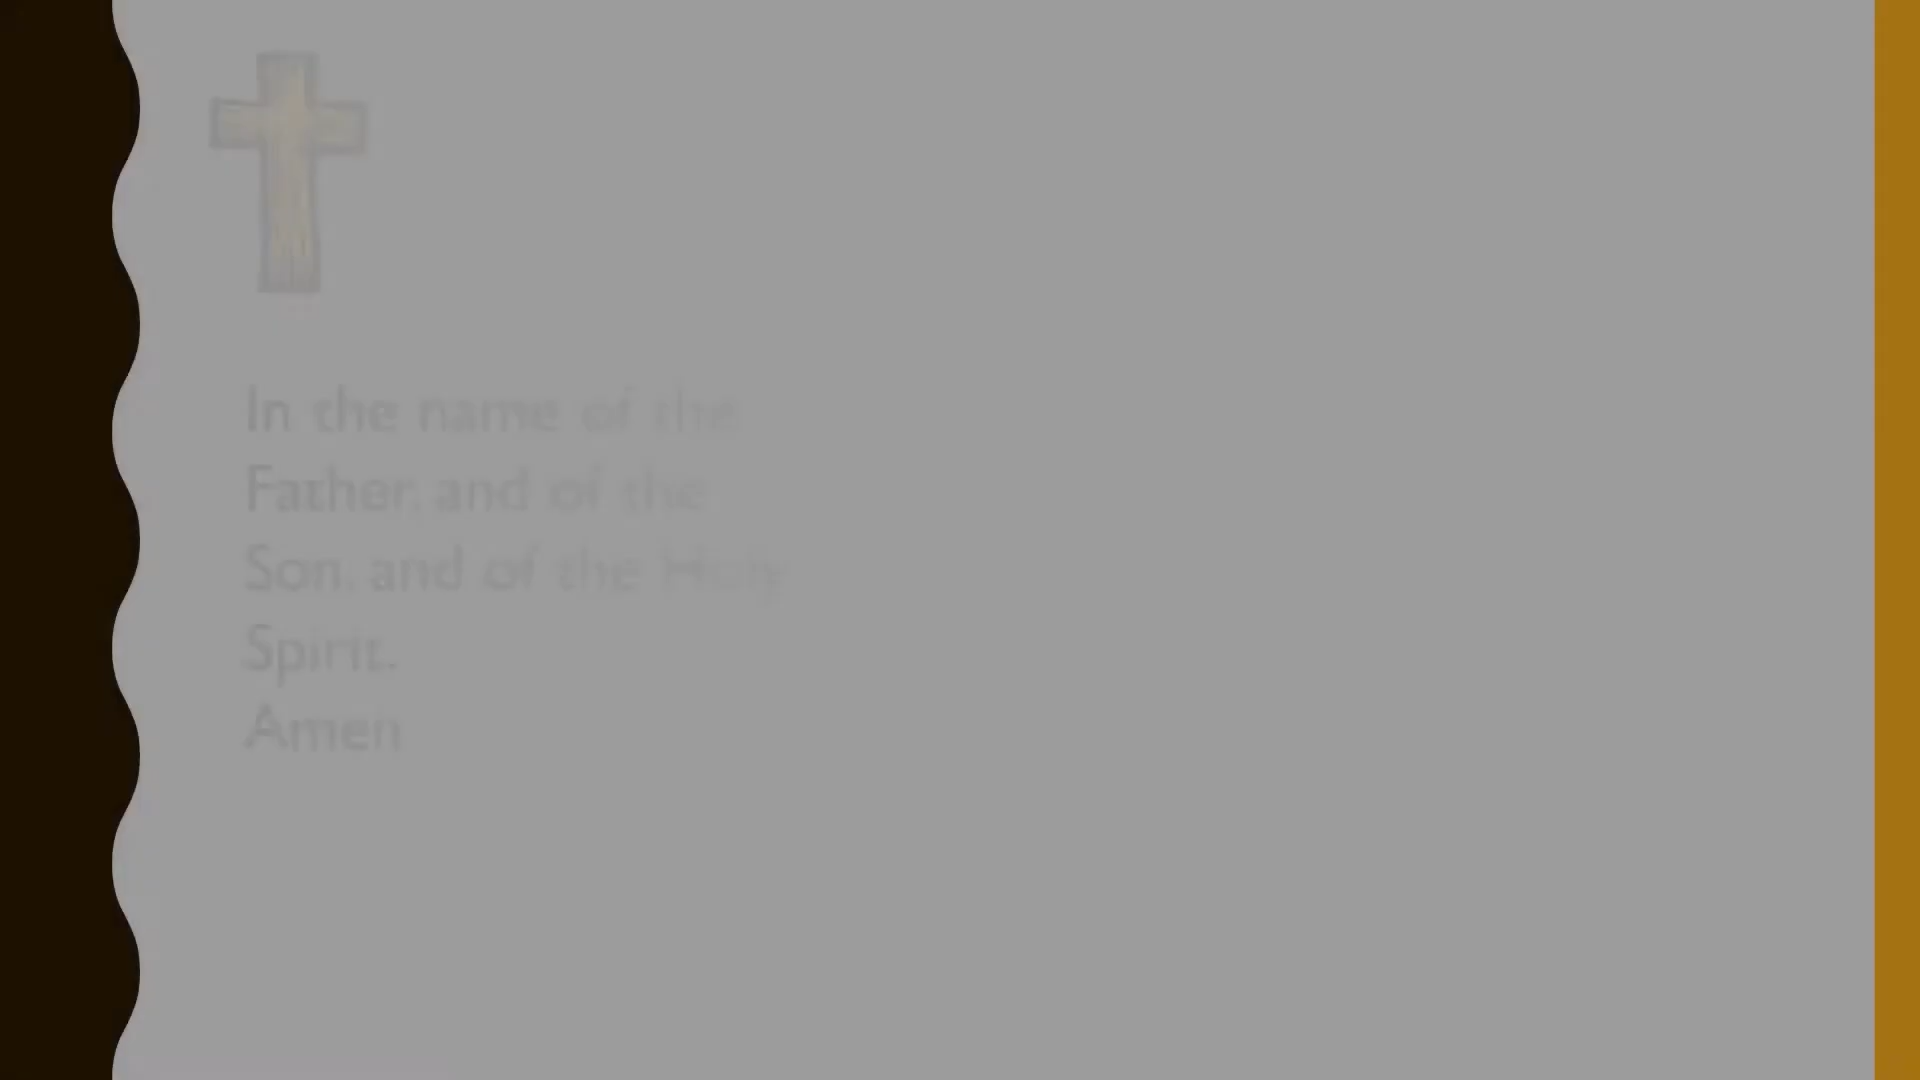 In the name of the
Father, and of the
Son, and of the Holy
Spirit.
Amen